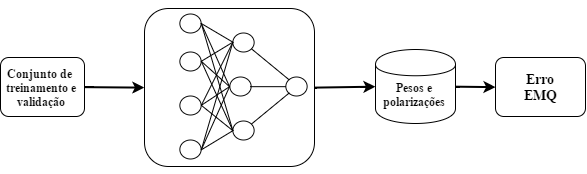 Conjunto de
treinamento e
validação
Pesos e
polarizações
Erro
EMQ